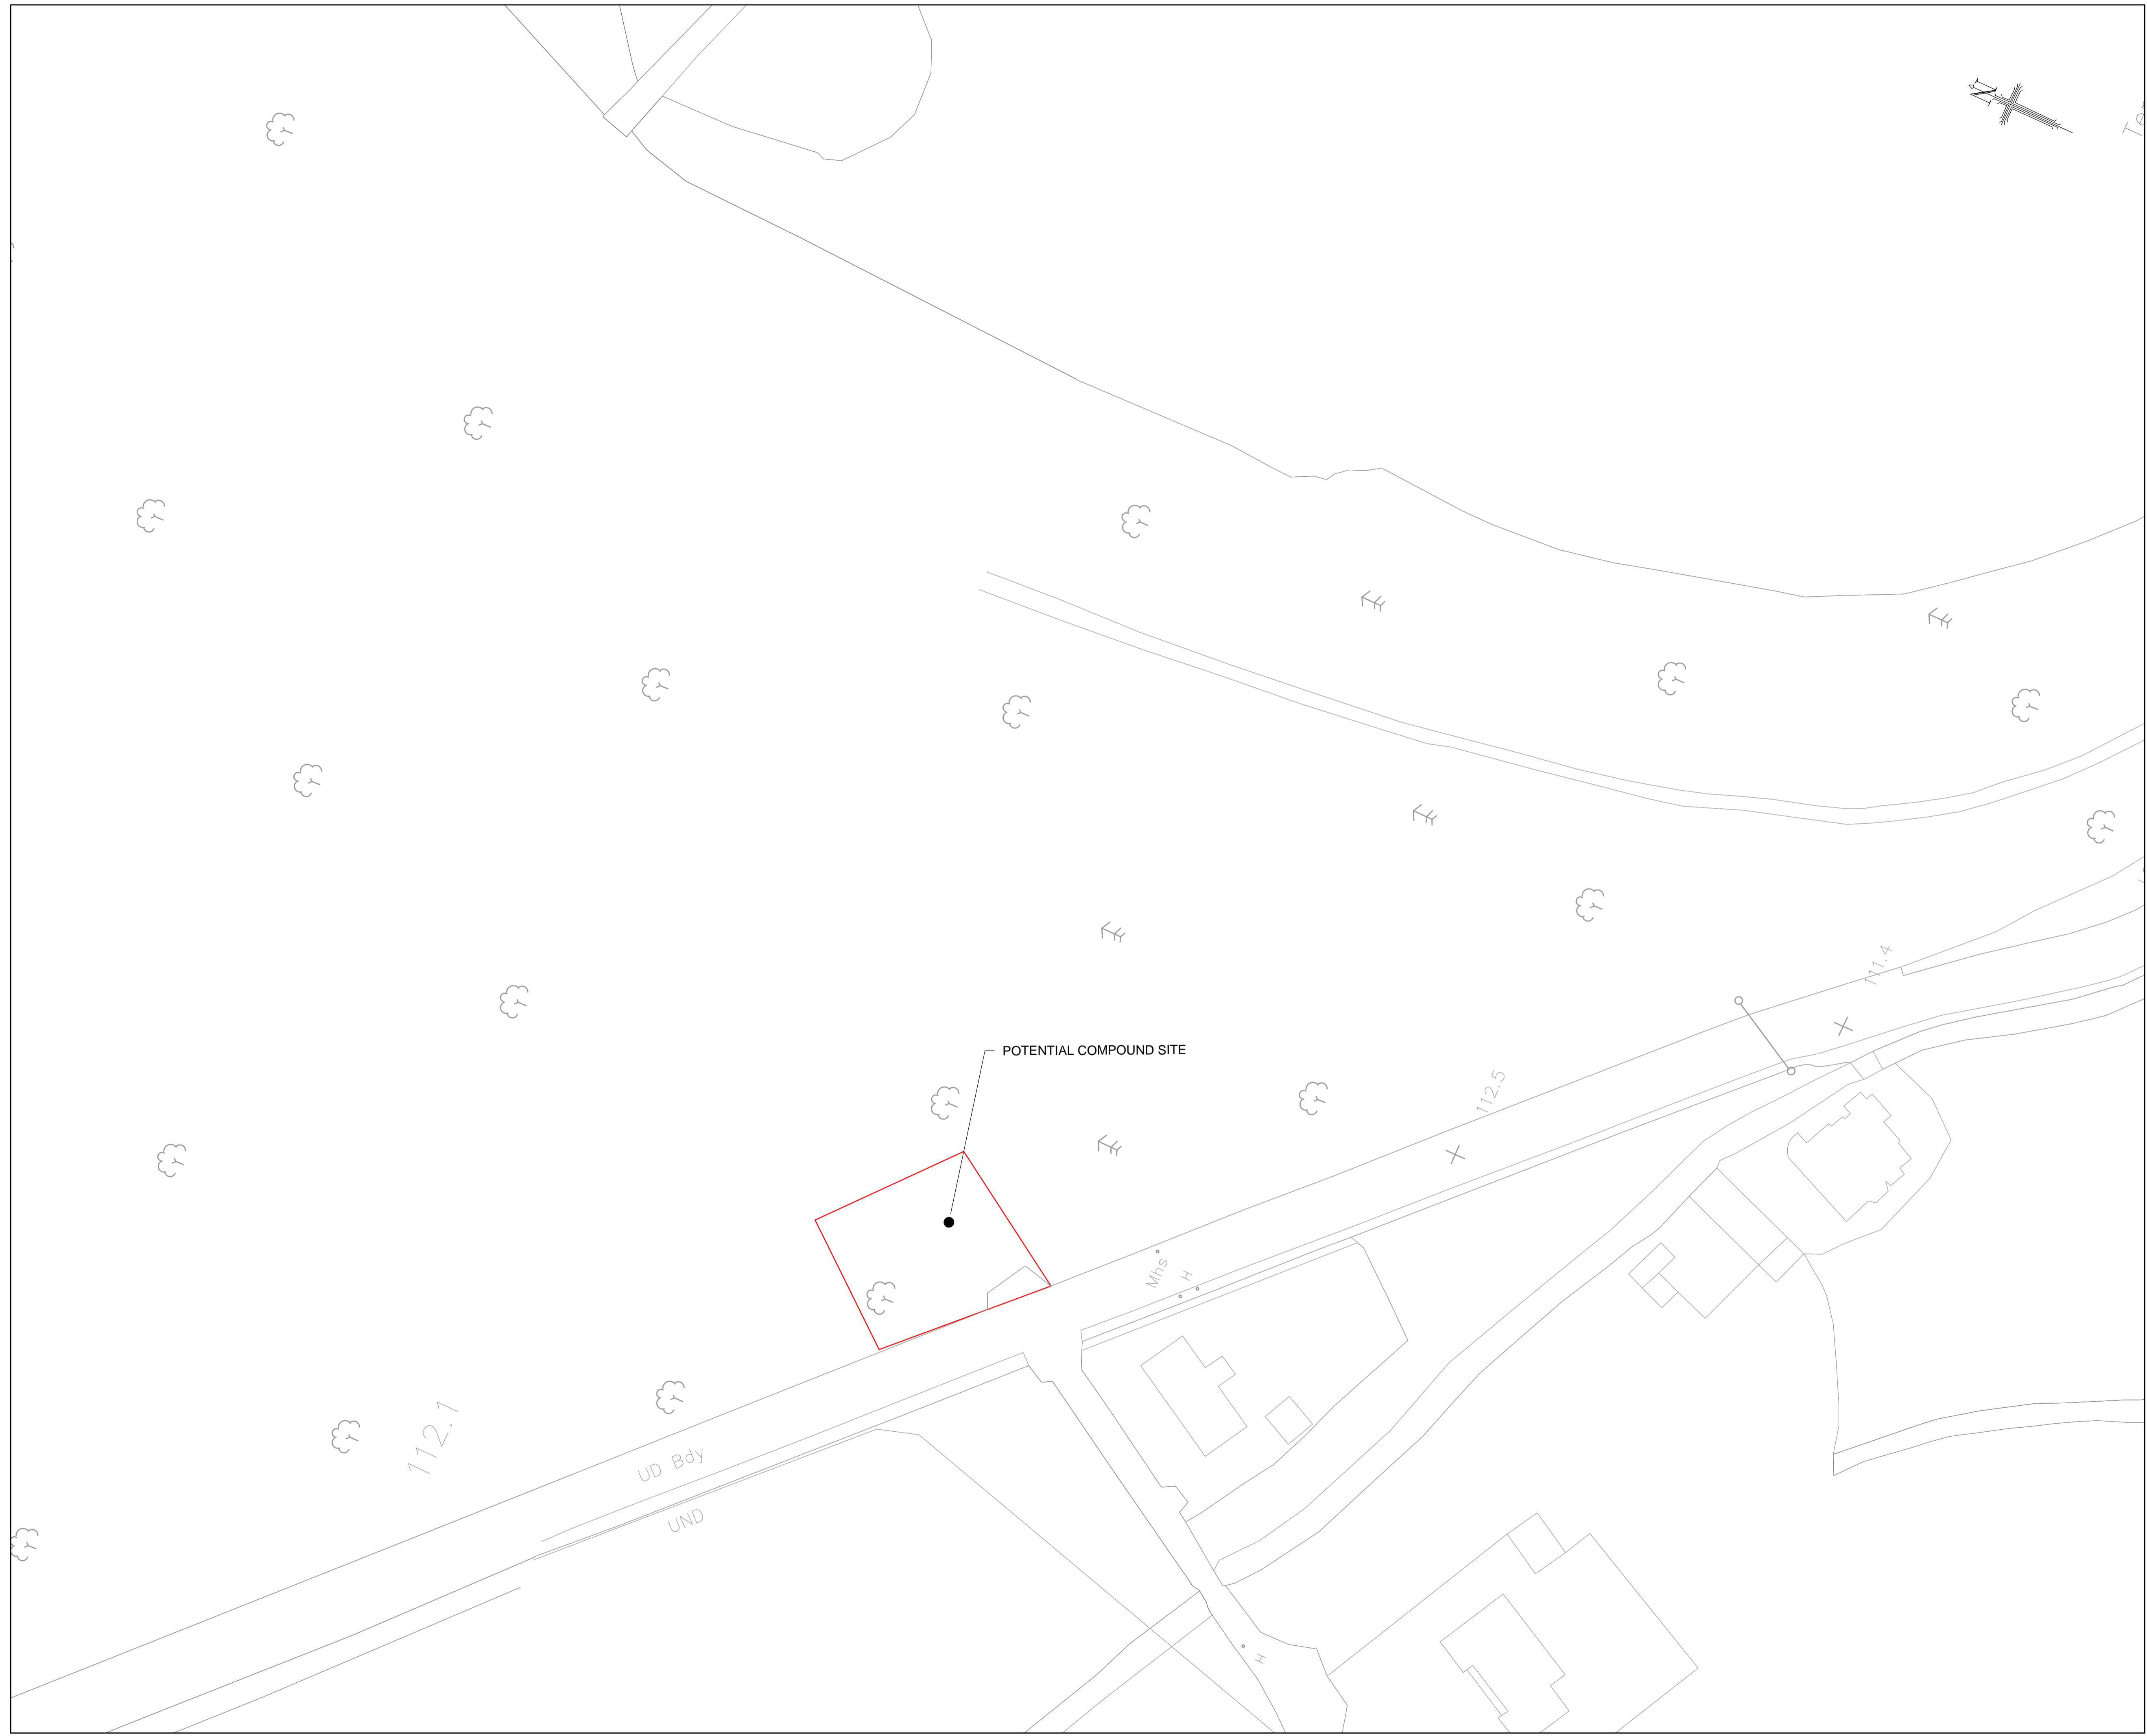 N
111.4
POTENTIAL COMPOUND SITE
112.5
Mhs
H
112.1
UD Bdy
UND
H